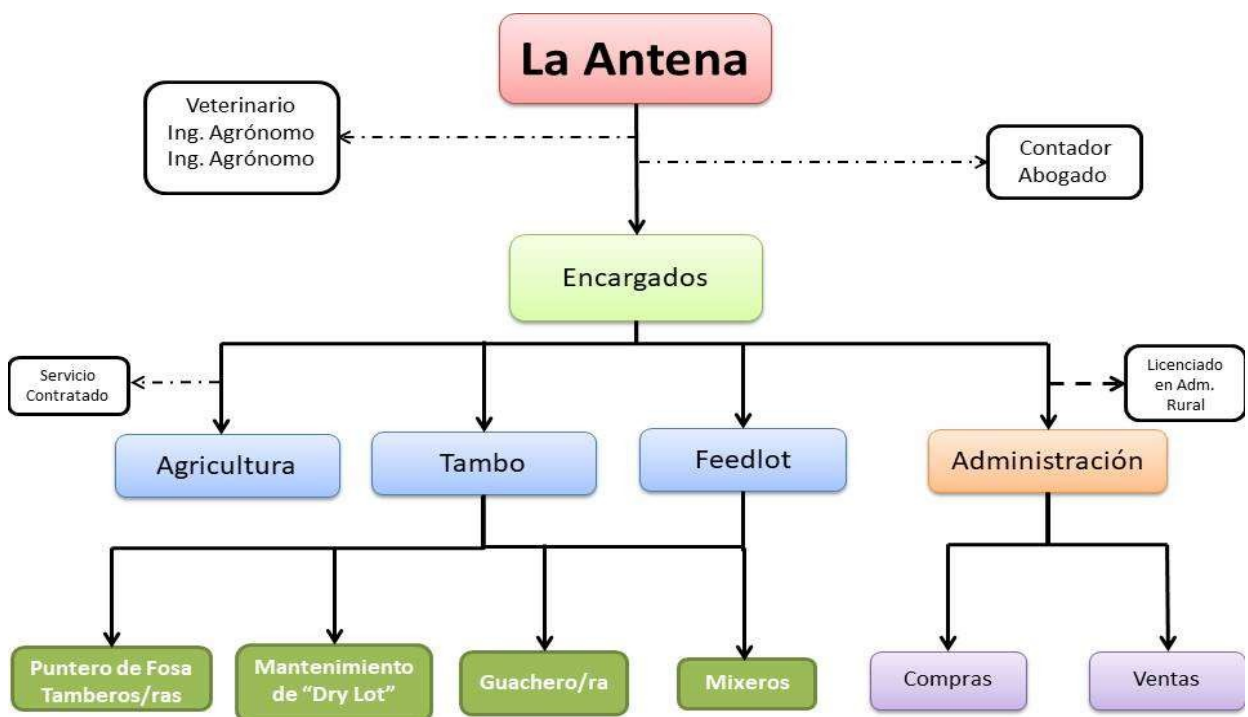 La Antena
Veterinario
Ing. Agrónomo
Ing. Agrónomo
Contador
Abogado
Encargados
Servicio
Contratado
Licenciado
en Adm.
Rural
Agricultura
Tambo
Feedlot
Administración
Puntero de Fosa
Tamberos/ras
Mantenimiento
de “Dry Lot”
Guachero/ra
Mixeros
Compras
Ventas